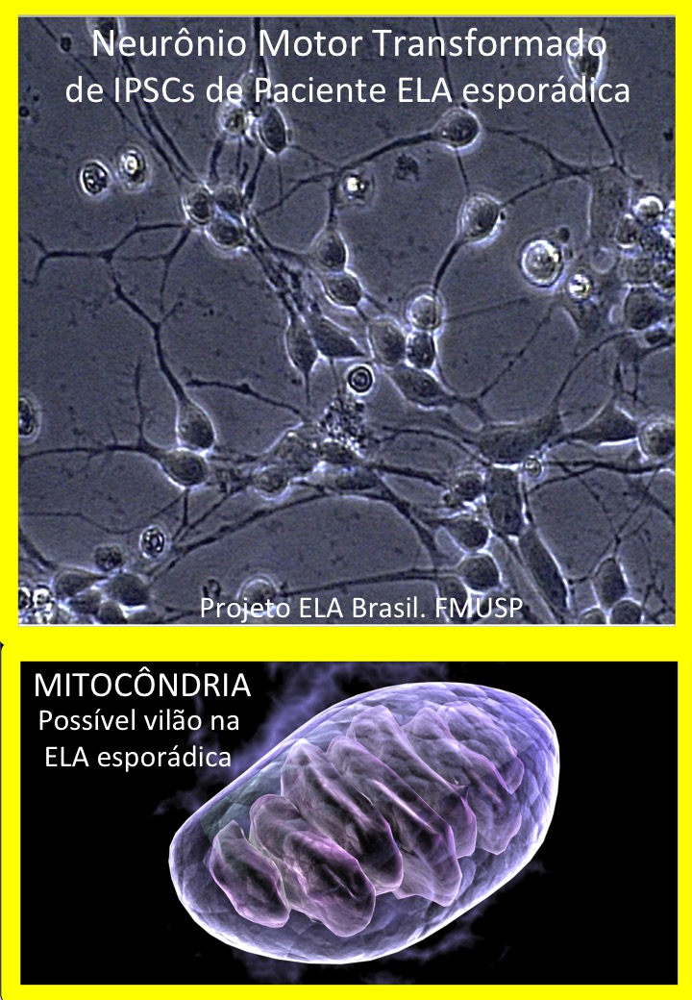 Neurônio Motor Transformado
de IPSCs de Paciente ELA esporádica
Projeto ELA Brasil. FMUSP
MITOCÔNDRIA
Possível vilão na
ELA esporádica